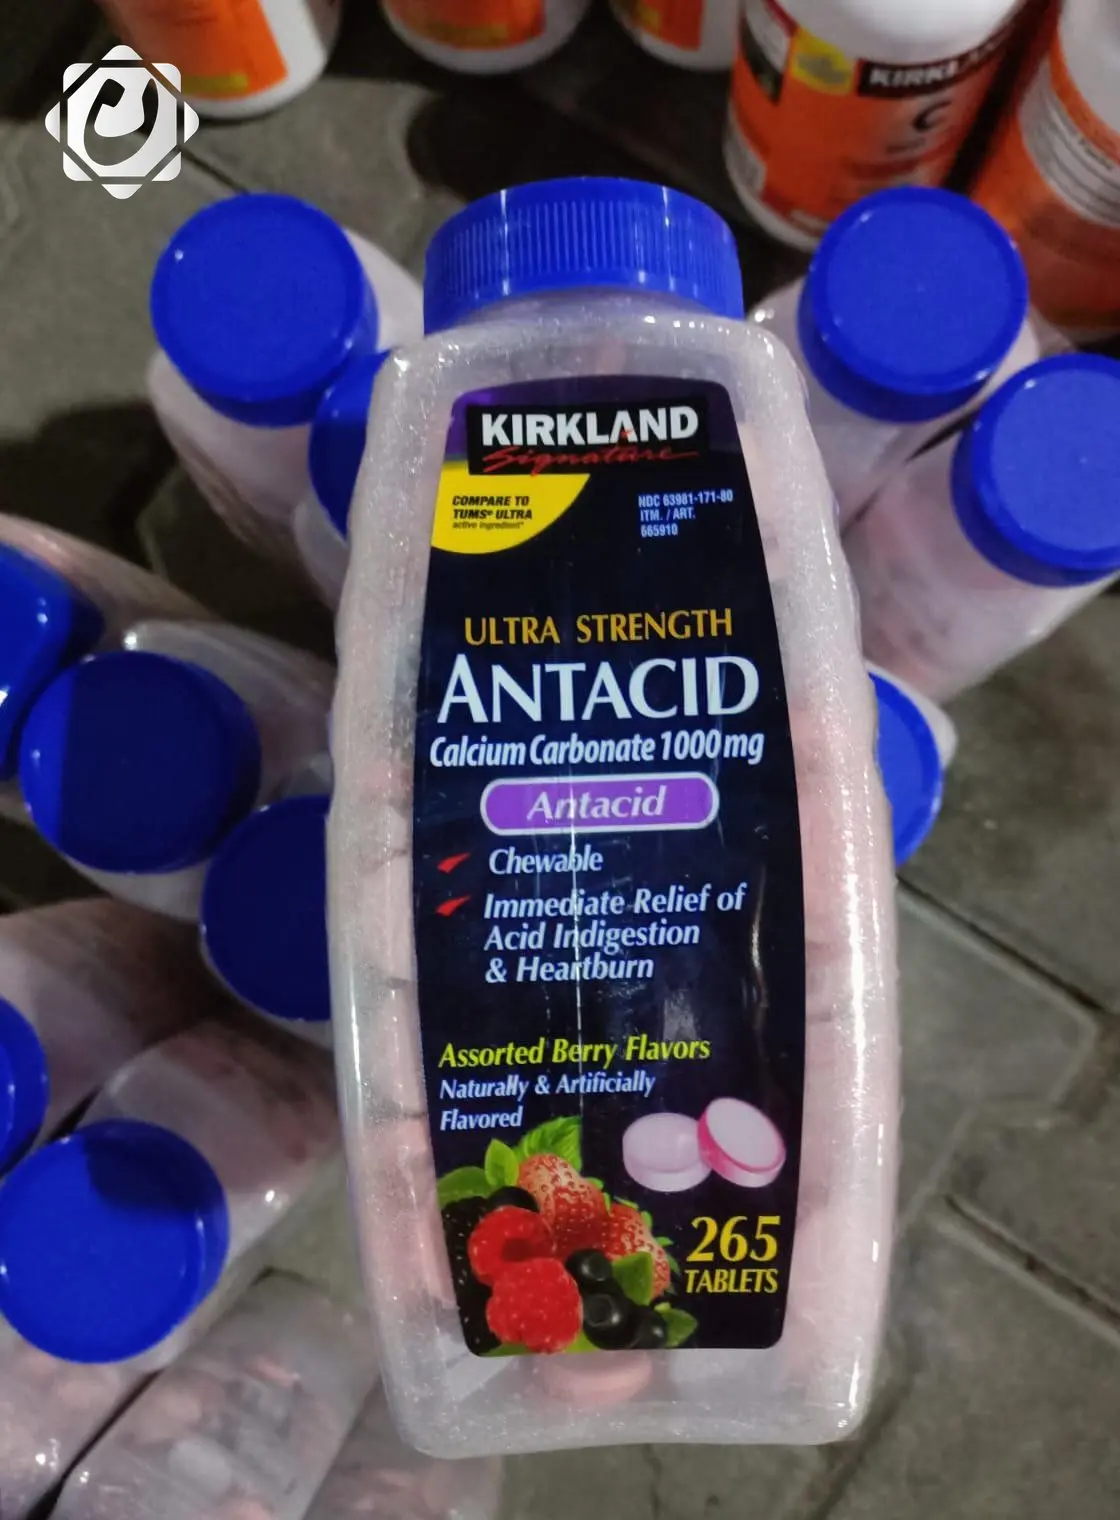 KIRKLAND
C
KIRKLAND
Signature
COMPARE TO
TUMS® ULTRA
active ingredient*
NDC 63981-171-80
ITM. / ART.
665910
ULTRA STRENGTH
ANTACID
Calcium Carbonate 1000 mg
Antacid
Chewable
Immediate Relief of
Acid Indigestion
& Heartburn
Assorted Berry Flavors
Naturally & Artificially
Flavored
265
TABLETS